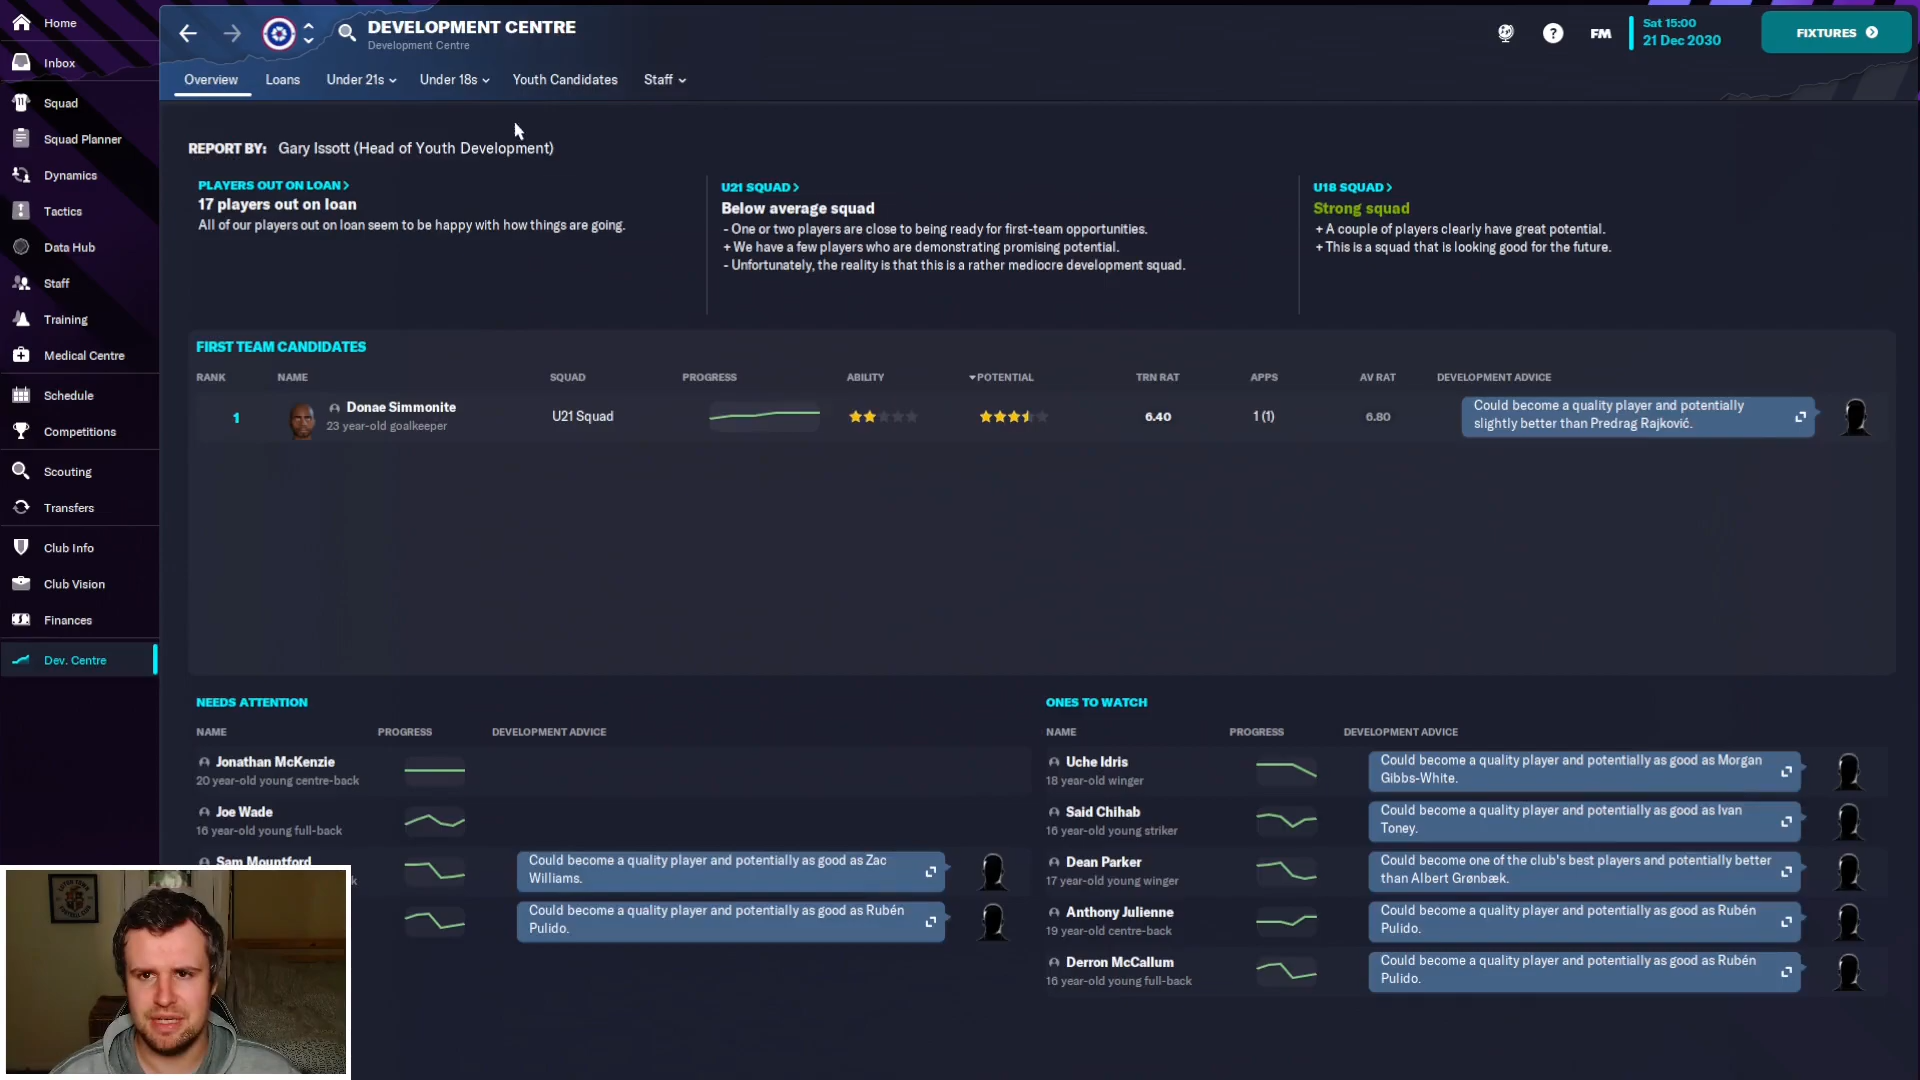 Home
Inbox
Squad
Squad Planner
Dynamics
Tactics
Data Hub
Staff
Training
Medical Centre
Schedule
Competitions
Scouting
Transfers
Club Info
Club Vision
Finances
Dev. Centre
DEVELOPMENT CENTRE
Development Centre
FM
Sat 15:00
21 Dec 2030
FIXTURES
Overview
Loans
Under 21s
Under 18s
Youth Candidates
Staff
REPORT BY: Gary Issott (Head of Youth Development)
PLAYERS OUT ON LOAN >
17 players out on loan
All of our players out on loan seem to be happy with how things are going.
U21 SQUAD >
Below average squad
- One or two players are close to being ready for first-team opportunities.
+ We have a few players who are demonstrating promising potential.
- Unfortunately, the reality is that this is a rather mediocre development squad.
U18 SQUAD >
Strong squad
+ A couple of players clearly have great potential.
+ This is a squad that is looking good for the future.
FIRST TEAM CANDIDATES
RANK NAME SQUAD PROGRESS ABILITY POTENTIAL TRN RAT APPS AV RAT DEVELOPMENT ADVICE
1 Donae Simmonite
23 year-old goalkeeper
U21 Squad
6.40 1 (1) 6.80
Could become a quality player and potentially
slightly better than Predrag Rajković.
NEEDS ATTENTION
NAME PROGRESS DEVELOPMENT ADVICE
Jonathan McKenzie
20 year-old young centre-back
Joe Wade
16 year-old young full-back
Sam Mountford
Could become a quality player and potentially as good as Zac
Williams.
Could become a quality player and potentially as good as Rubén
Pulido.
ONES TO WATCH
NAME PROGRESS DEVELOPMENT ADVICE
Uche Idris
18 year-old winger
Could become a quality player and potentially as good as Morgan
Gibbs-White.
Said Chihab
16 year-old young striker
Could become a quality player and potentially as good as Ivan
Toney.
Dean Parker
17 year-old young winger
Could become one of the club's best players and potentially better
than Albert Grønbæk.
Anthony Julienne
19 year-old centre-back
Could become a quality player and potentially as good as Rubén
Pulido.
Derron McCallum
16 year-old young full-back
Could become a quality player and potentially as good as Rubén
Pulido.